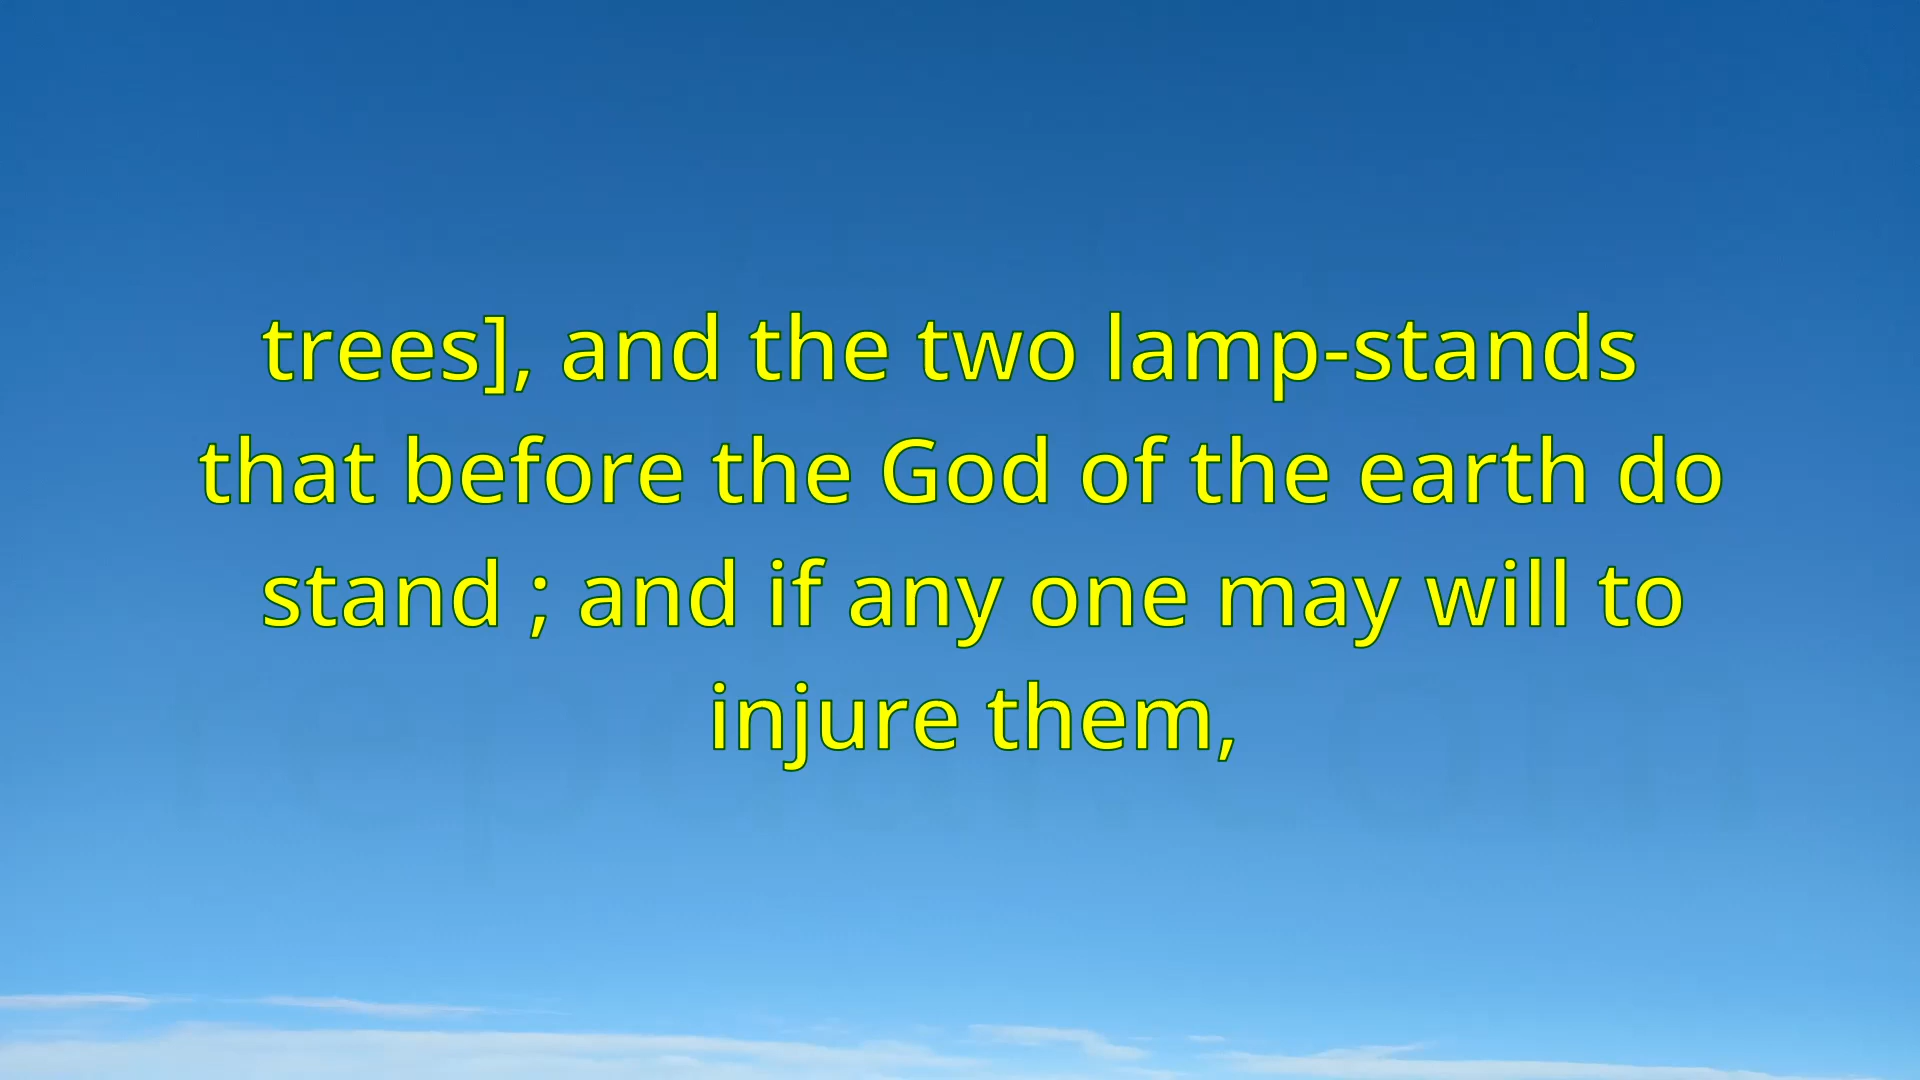 trees], and the two lamp-stands
that before the God of the earth do
stand ; and if any one may will to
injure them,